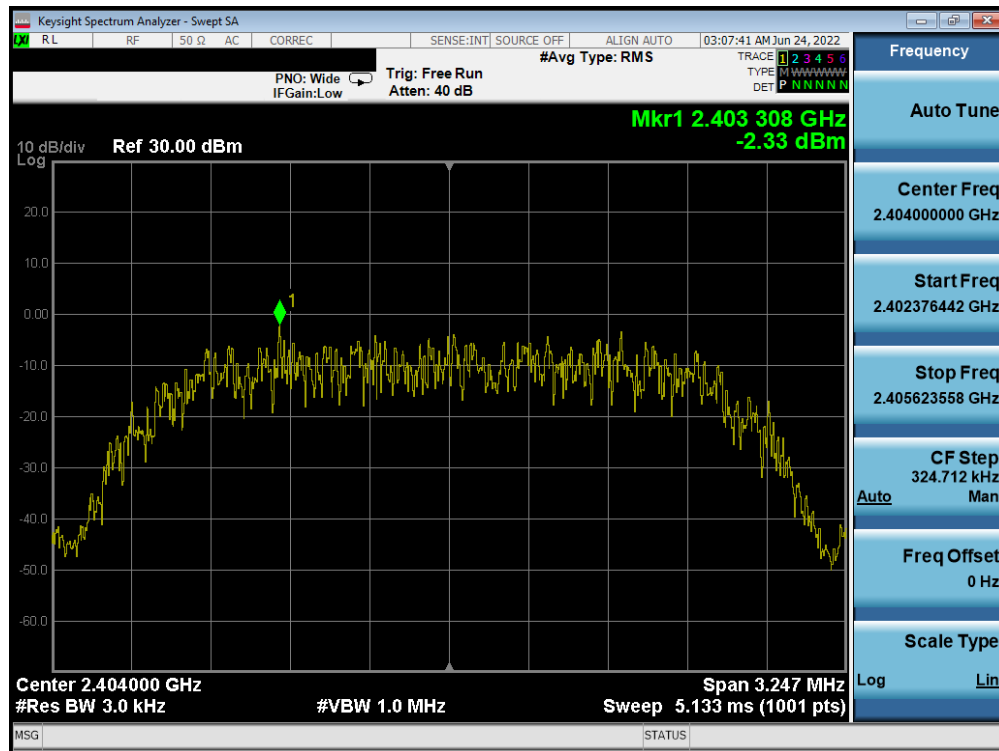 Keysight Spectrum Analyzer - Swept SA
LXI RL RF 50 Ω AC CORREC SENSE:INT SOURCE OFF ALIGN AUTO 03:07:41 AM Jun 24, 2022
#Avg Type: RMS
TRACE 1 2 3 4 5 6
PNO: Wide
Trig: Free Run
TYPE M WWWWW
IFGain:Low
Atten: 40 dB
DET P N N N N N
Mkr1 2.403 308 GHz
-2.33 dBm
10 dB/div Ref 30.00 dBm
Log
20.0
10.0
1
0.00
-10.0
-20.0
-30.0
-40.0
-50.0
-60.0
Center 2.404000 GHz
Span 3.247 MHz
#Res BW 3.0 kHz
#VBW 1.0 MHz
Sweep 5.133 ms (1001 pts)
MSG STATUS
Frequency
Auto Tune
Center Freq
2.404000000 GHz
Start Freq
2.402376442 GHz
Stop Freq
2.405623558 GHz
CF Step
324.712 kHz
Auto Man
Freq Offset
0 Hz
Scale Type
Log Lin